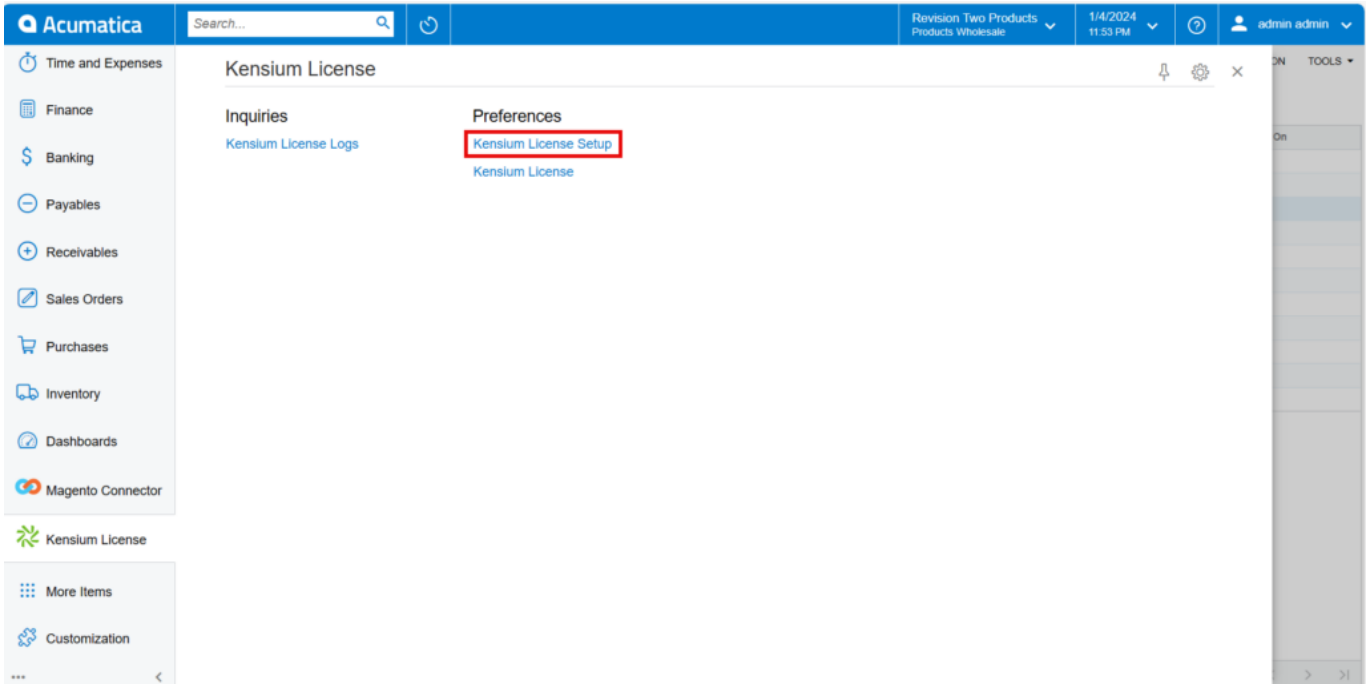 Acumatica
Search...
Revision Two Products
Products Wholesale
1/4/2024
11:53 PM
admin admin
Time and Expenses
Finance
Banking
Payables
Receivables
Sales Orders
Purchases
Inventory
Dashboards
Magento Connector
Kensium License
More Items
Customization
Kensium License
Inquiries
Kensium License Logs
Preferences
Kensium License Setup
Kensium License
TOOLS
On